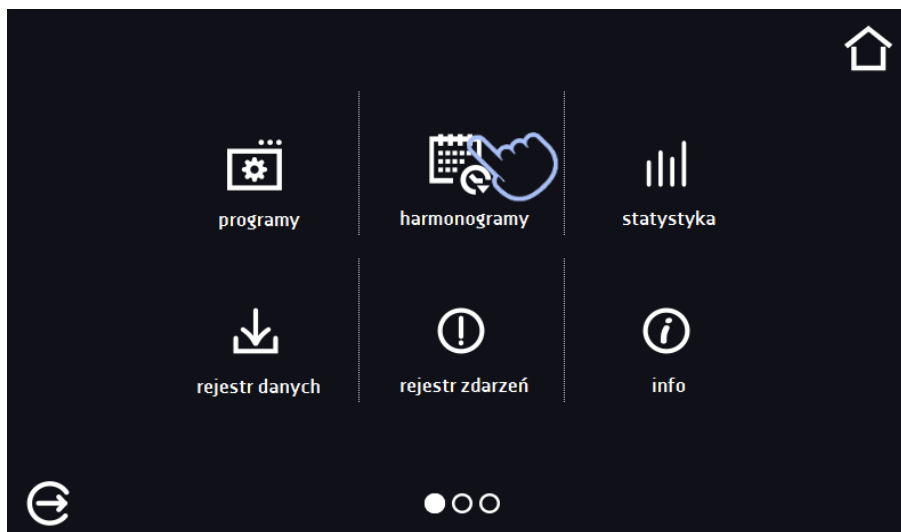 programy
harmonogramy
statystyka
rejestr danych
rejestr zdarzeń
info